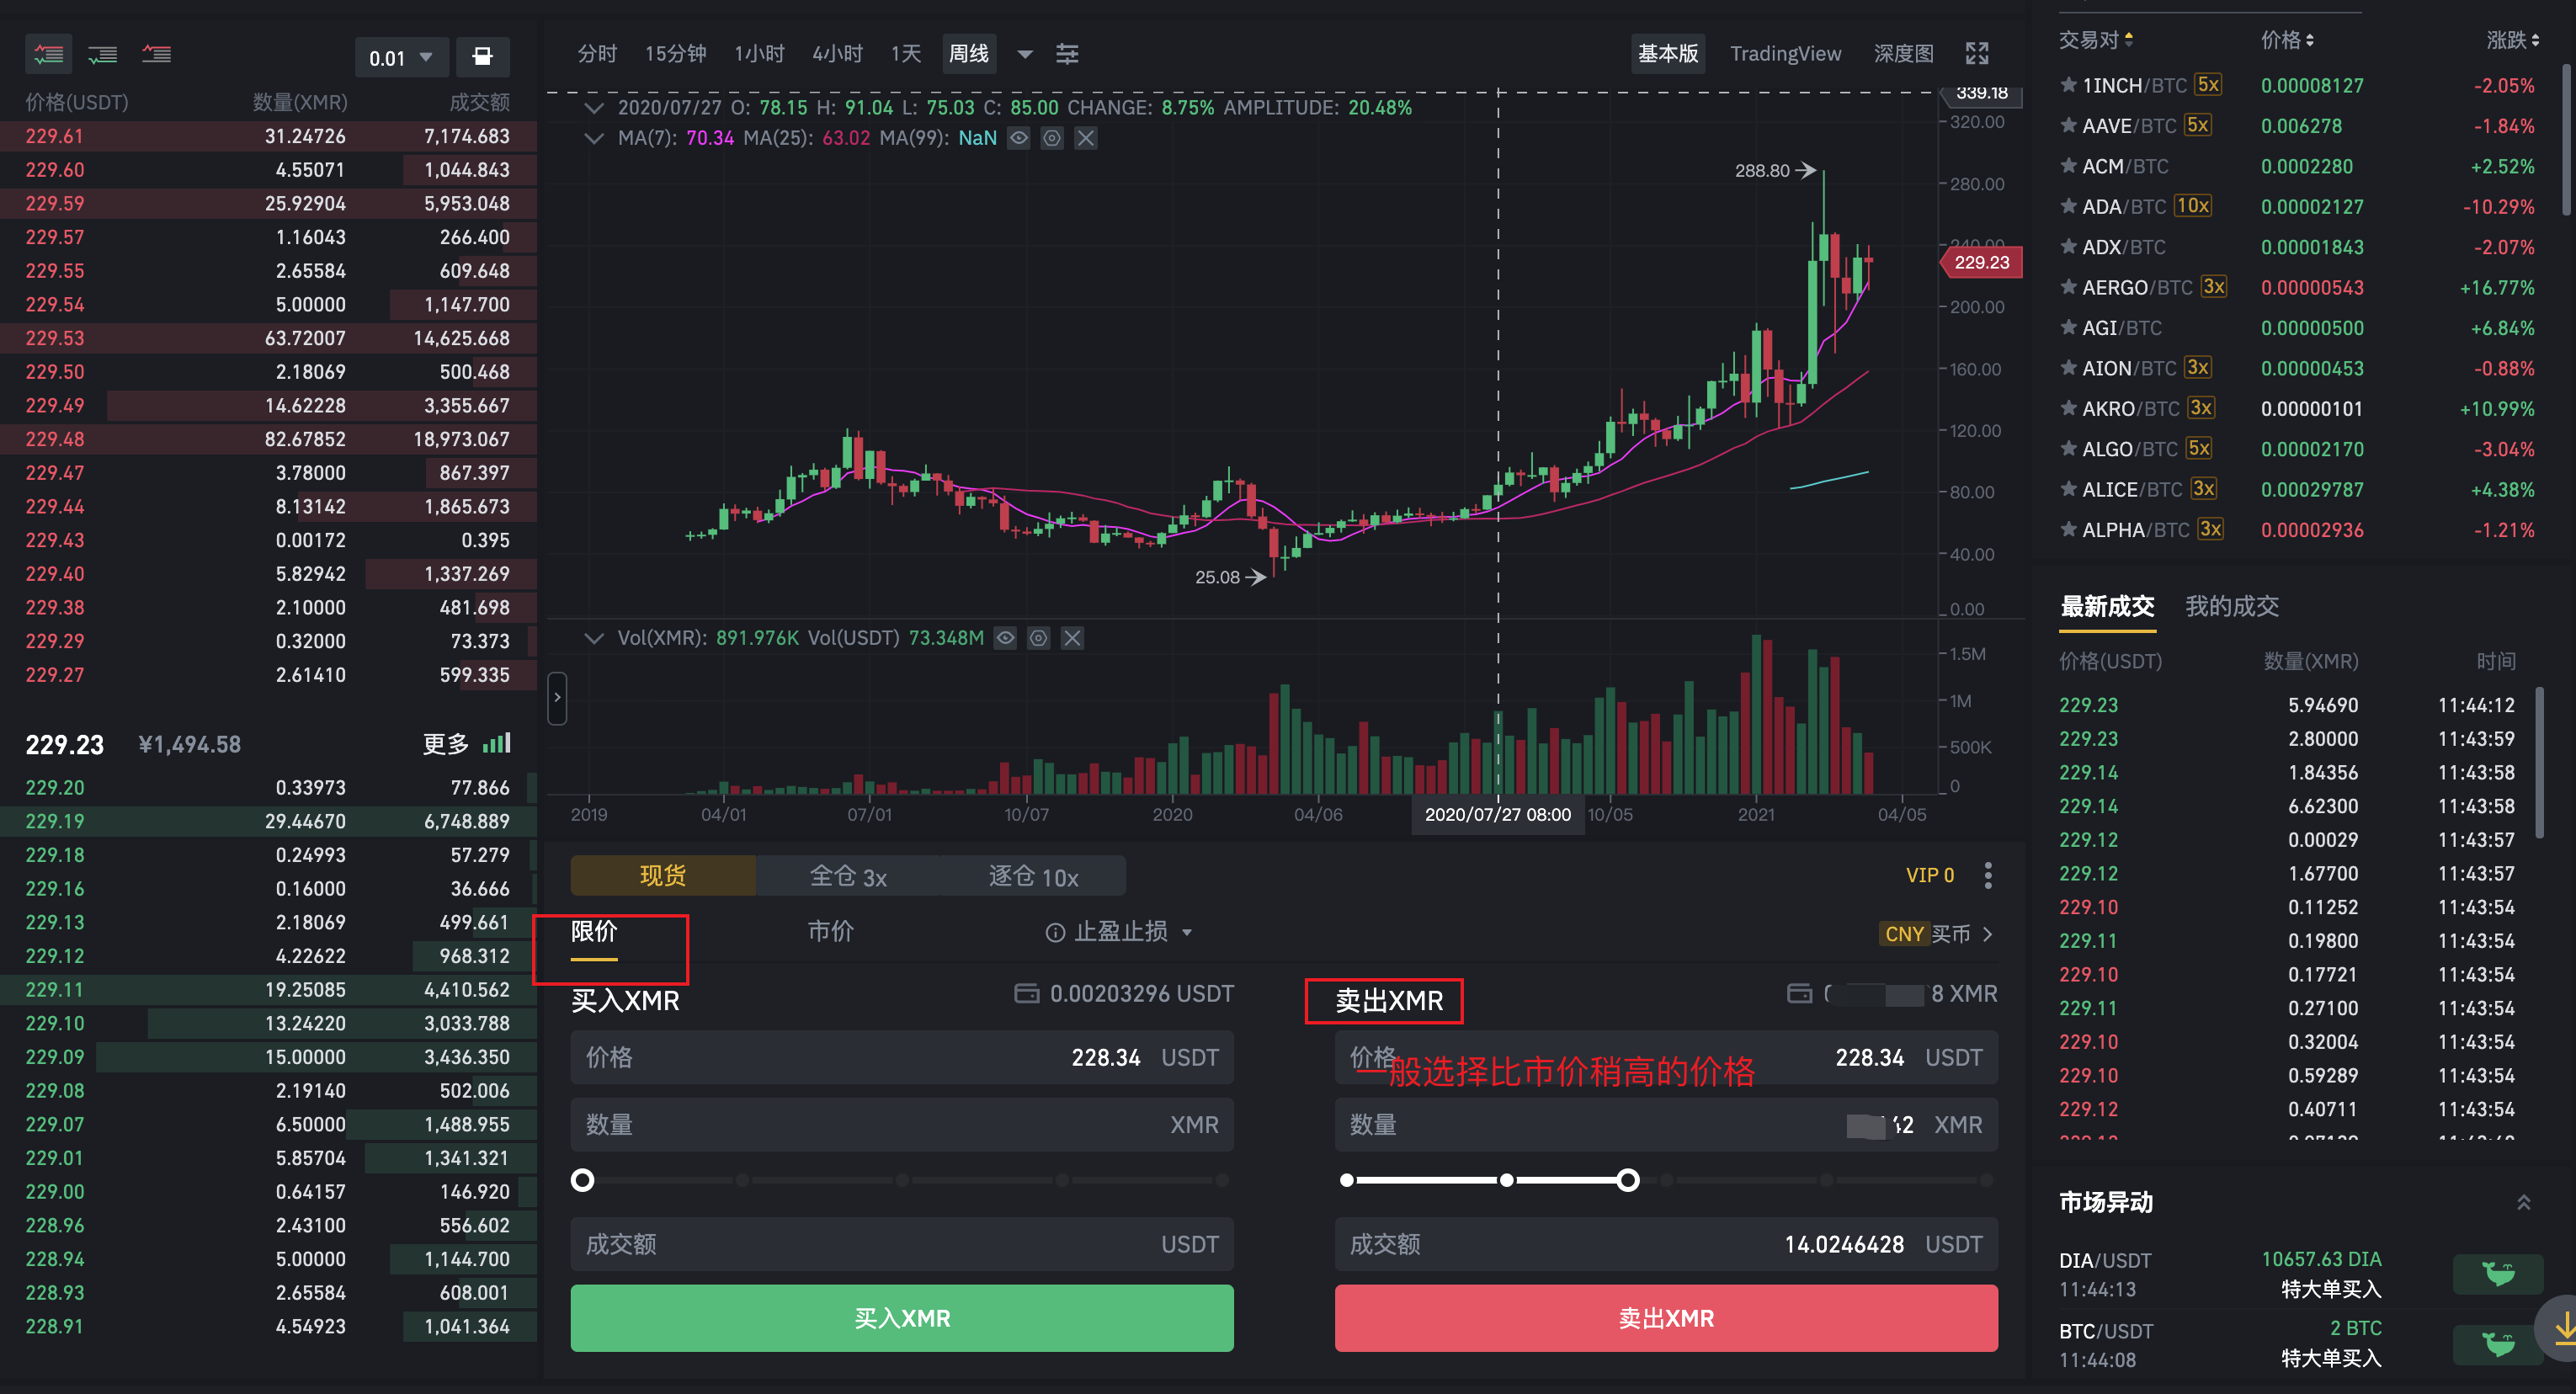 0.01
价格(USDT) 数量(XMR) 成交额
229.61 31.24726 7,174.683
229.60 4.55071 1,044.843
229.59 25.92904 5,953.048
229.57 1.16043 266.400
229.55 2.65584 609.648
229.54 5.00000 1,147.700
229.53 63.72007 14,625.668
229.50 2.18069 500.468
229.49 14.62228 3,355.667
229.48 82.67852 18,973.067
229.47 3.78000 867.397
229.44 8.13142 1,865.673
229.43 0.00172 0.395
229.40 5.82942 1,337.269
229.38 2.10000 481.698
229.29 0.32000 73.373
229.27 2.61410 599.335
229.23 ¥1,494.58 更多
229.20 0.33973 77.866
229.19 29.44670 6,748.889
229.18 0.24993 57.279
229.16 0.16000 36.666
229.13 2.18069 499.661
229.12 4.22622 968.312
229.11 19.25085 4,410.562
229.10 13.24220 3,033.788
229.09 15.00000 3,436.350
229.08 2.19140 502.006
229.07 6.50000 1,488.955
229.01 5.85704 1,341.321
229.00 0.64157 146.920
228.96 2.43100 556.602
228.94 5.00000 1,144.700
228.93 2.65584 608.001
228.91 4.54923 1,041.364
分时 15分钟 1小时 4小时 1天 周线 基本版 TradingView 深度图
2020/07/27 O: 78.15 H: 91.04 L: 75.03 C: 85.00 CHANGE: 8.75% AMPLITUDE: 20.48%
MA(7): 70.34 MA(25): 63.02 MA(99): NaN
339.18
320.00
288.80
280.00
240.00
229.23
200.00
160.00
120.00
80.00
40.00
25.08
0.00
Vol(XMR): 891.976K Vol(USDT) 73.348M
1.5M
1M
500K
0
2019 04/01 07/01 10/07 2020 04/06 2020/07/27 08:00 10/05 2021 04/05
现货 全仓 3x 逐仓 10x VIP 0
限价 市价 止盈止损 CNY 买币
买入XMR 0.00203296 USDT
价格 228.34 USDT
数量 XMR
成交额 USDT
买入XMR
卖出XMR 8 XMR
价格 228.34 USDT
一般选择比市价稍高的价格
数量 42 XMR
成交额 14.0246428 USDT
卖出XMR
交易对 价格 涨跌
1INCH/BTC 5x 0.00008127 -2.05%
AAVE/BTC 5x 0.006278 -1.84%
ACM/BTC 0.0002280 +2.52%
ADA/BTC 10x 0.00002127 -10.29%
ADX/BTC 0.00001843 -2.07%
AERGO/BTC 3x 0.00000543 +16.77%
AGI/BTC 0.00000500 +6.84%
AION/BTC 3x 0.00000453 -0.88%
AKRO/BTC 3x 0.00000101 +10.99%
ALGO/BTC 5x 0.00002170 -3.04%
ALICE/BTC 3x 0.00029787 +4.38%
ALPHA/BTC 3x 0.00002936 -1.21%
最新成交 我的成交
价格(USDT) 数量(XMR) 时间
229.23 5.94690 11:44:12
229.23 2.80000 11:43:59
229.14 1.84356 11:43:58
229.14 6.62300 11:43:58
229.12 0.00029 11:43:57
229.12 1.67700 11:43:57
229.10 0.11252 11:43:54
229.11 0.19800 11:43:54
229.10 0.17721 11:43:54
229.11 0.27100 11:43:54
229.10 0.32004 11:43:54
229.10 0.59289 11:43:54
229.12 0.40711 11:43:54
市场异动
DIA/USDT 10657.63 DIA
11:44:13 特大单买入
BTC/USDT 2 BTC
11:44:08 特大单买入